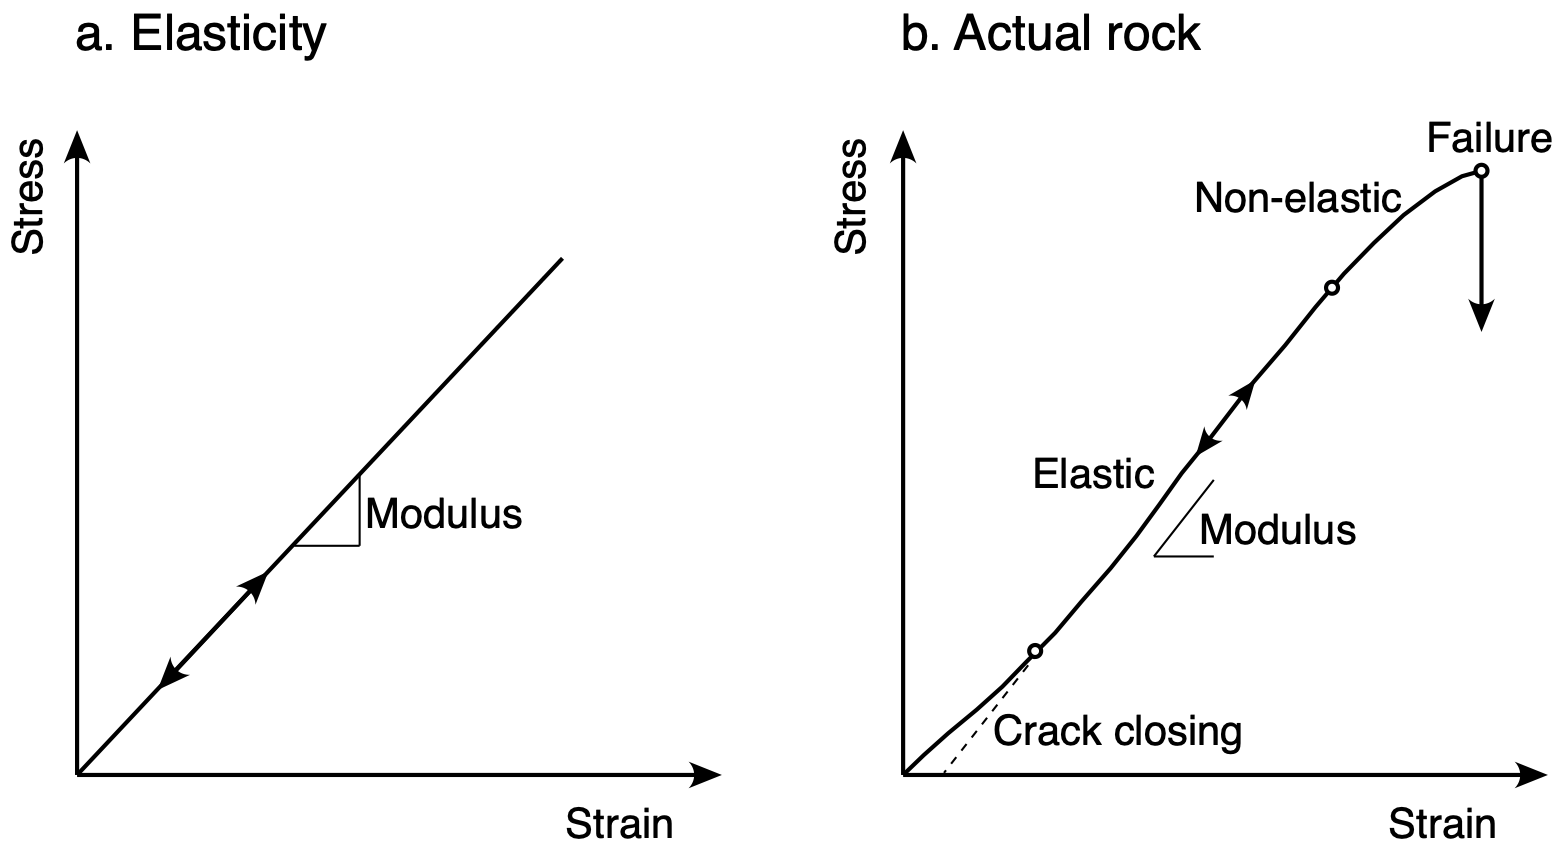 a. Elasticity
Stress
Modulus
Strain
b. Actual rock
Stress
Failure
Non-elastic
Elastic
Modulus
Crack closing
Strain